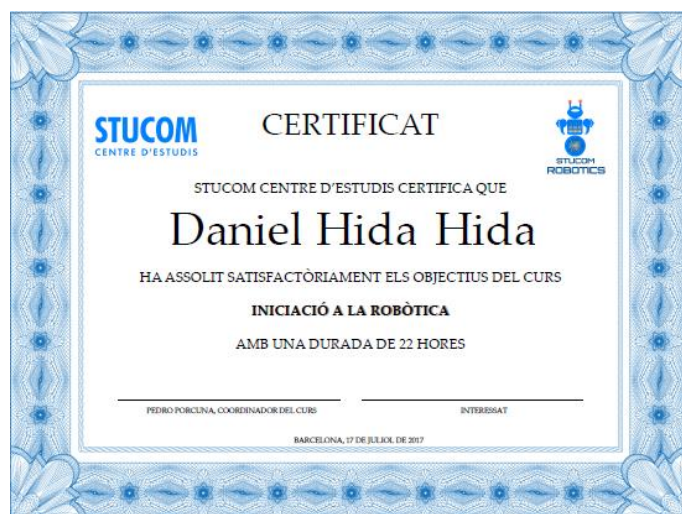 STUCOM
CENTRE D'ESTUDIS
CERTIFICAT
STUCOM
ROBOTICS
STUCOM CENTRE D'ESTUDIS CERTIFICA QUE
Daniel Hida Hida
HA ASSOLIT SATISFACTÒRIAMENT ELS OBJECTIUS DEL CURS
INICIACIÓ A LA ROBÒTICA
AMB UNA DURADA DE 22 HORES
PEDRO PORCUNA, COORDINADOR DEL CURS
INTERESSAT
BARCELONA, 17 DE JULIOL DE 2017